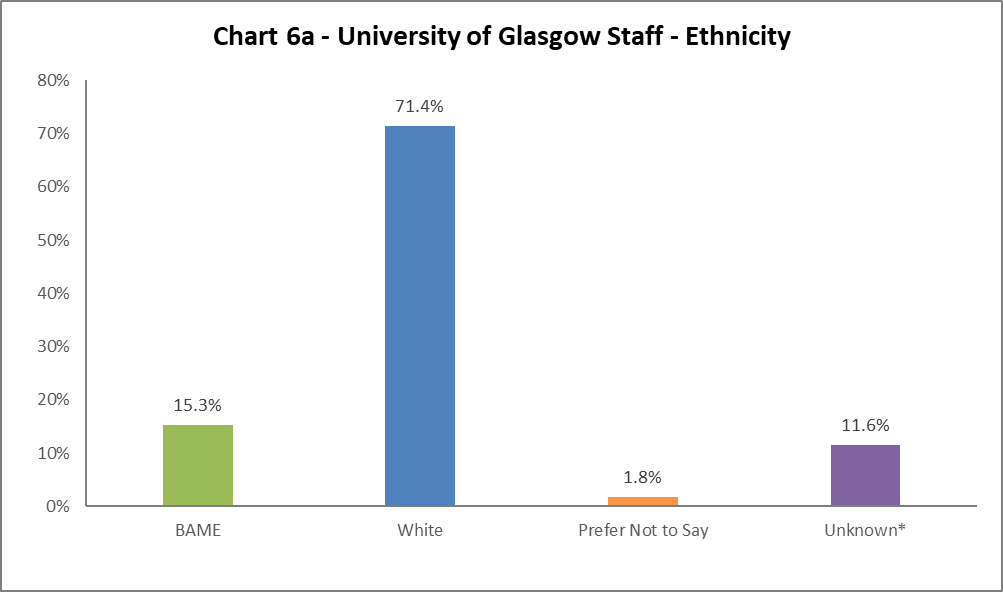 Chart 6a - University of Glasgow Staff - Ethnicity
80%
70%
60%
50%
40%
30%
20%
10%
0%
15.3%
71.4%
1.8%
11.6%
BAME
White
Prefer Not to Say
Unknown*